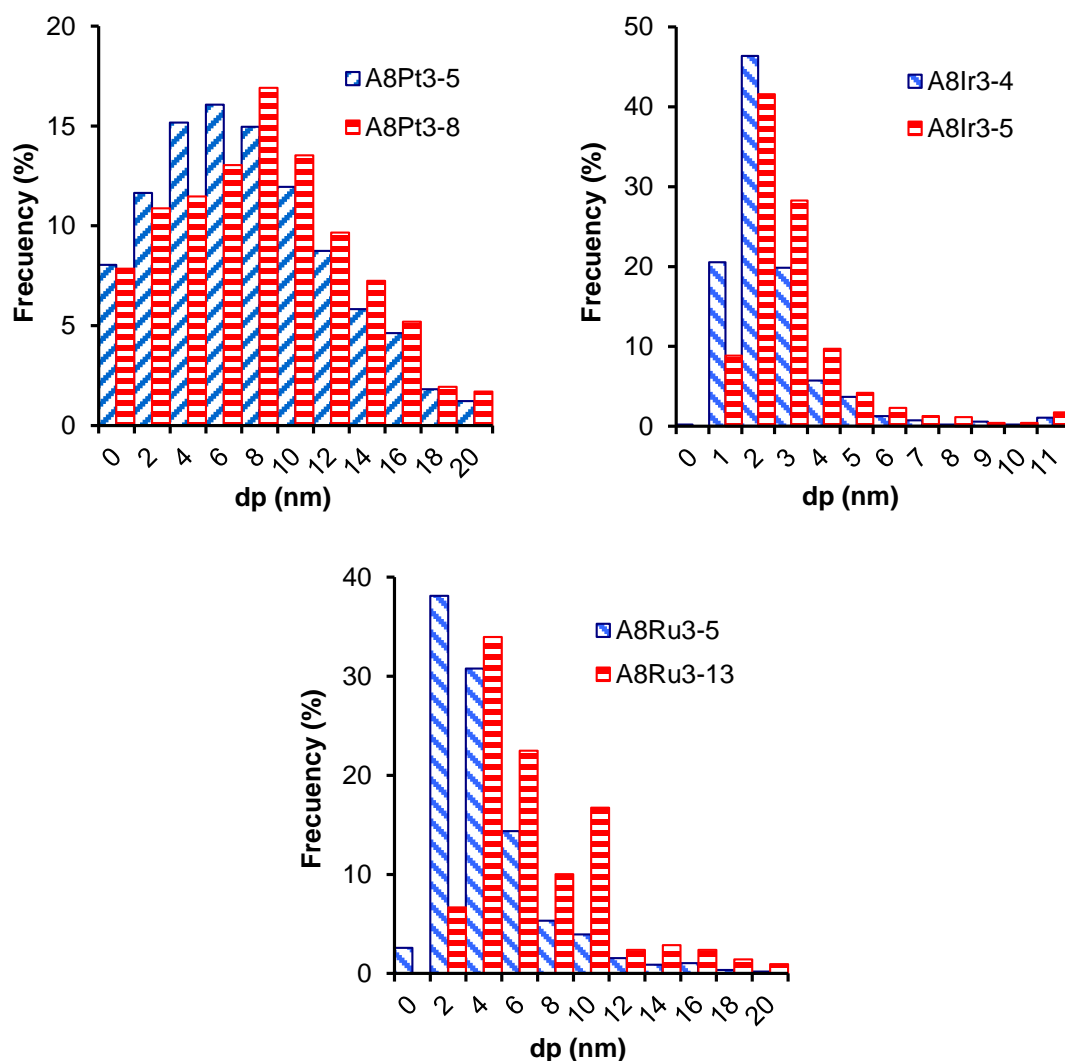 20
15
10
5
0
Frecuency (%)
A8Pt3-5
A8Pt3-8
0 2 4 6 8 10 12 14 16 18 20
dp (nm)
50
40
30
20
10
0
Frecuency (%)
A8Ir3-4
A8Ir3-5
0 1 2 3 4 5 6 7 8 9 10 11
dp (nm)
40
30
20
10
0
Frecuency (%)
A8Ru3-5
A8Ru3-13
0 2 4 6 8 10 12 14 16 18 20
dp (nm)